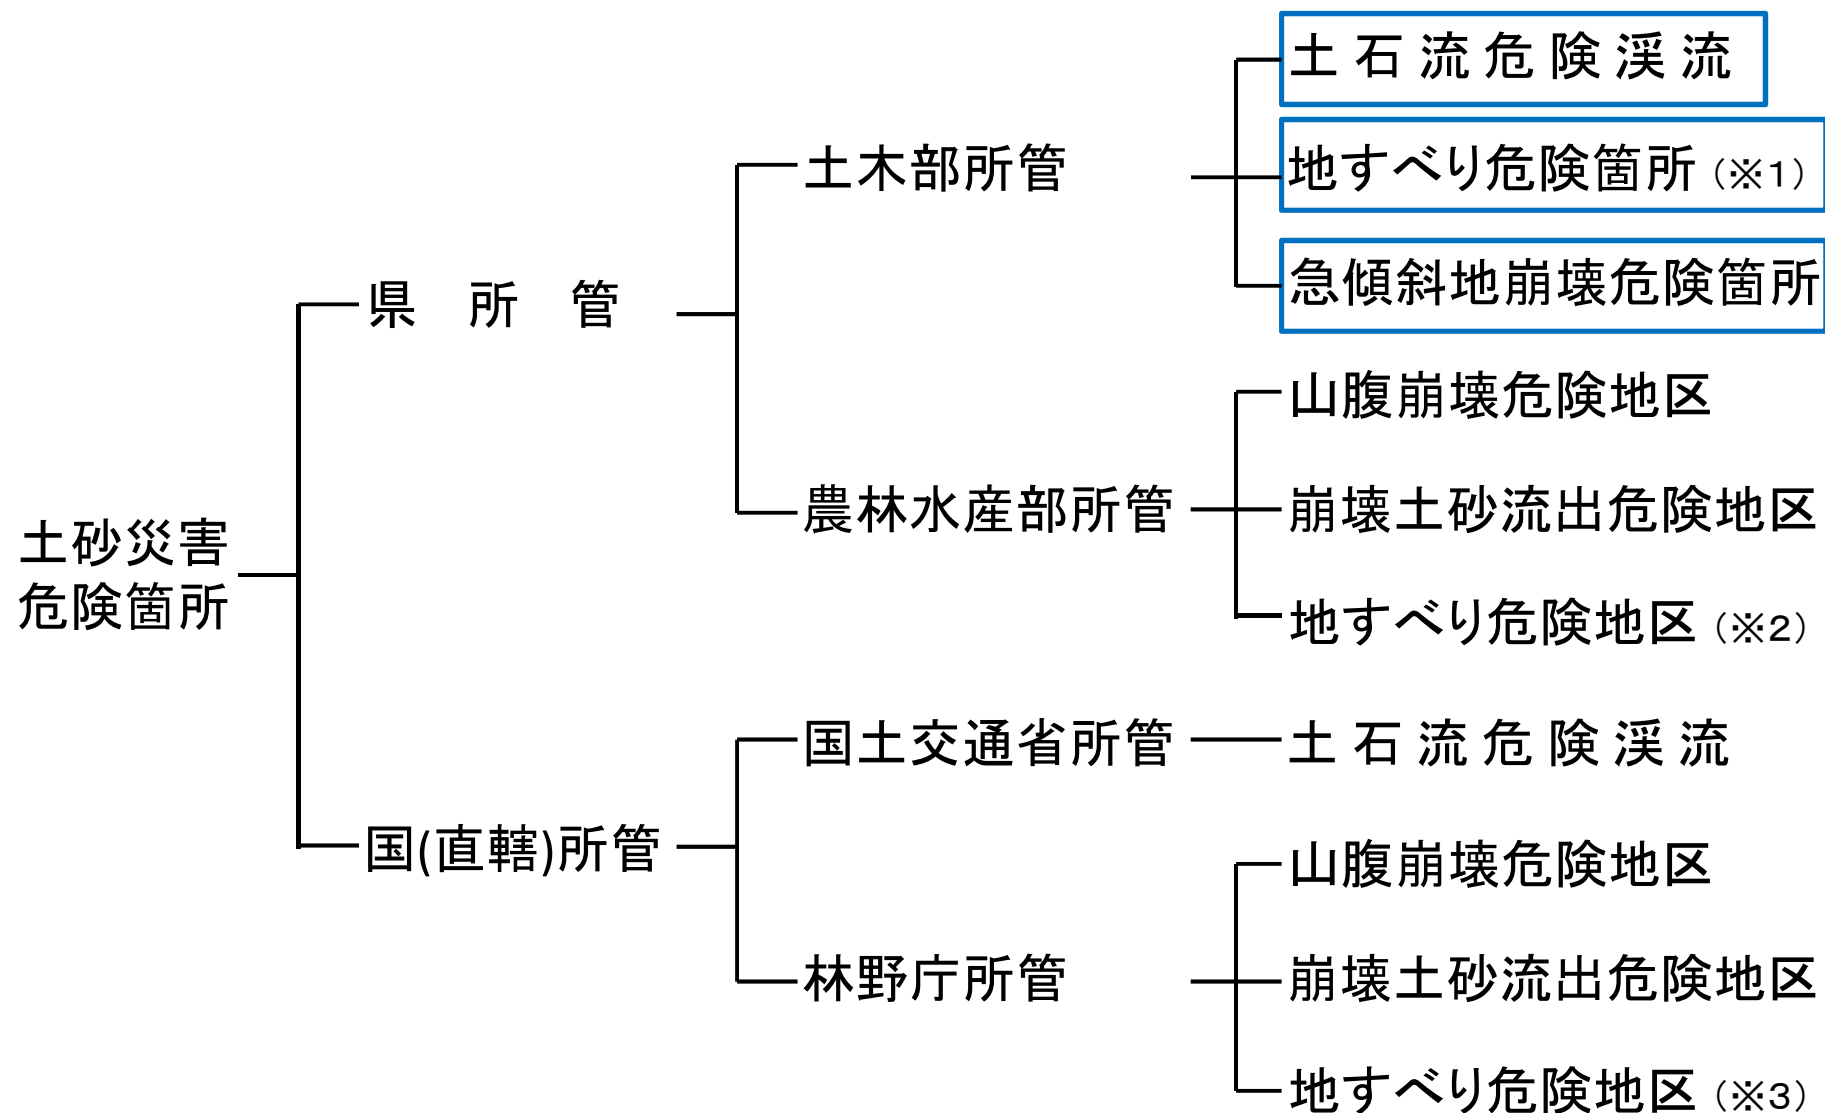 土砂災害
危険箇所
県　所　管
土木部所管
土石流危険渓流
地すべり危険箇所（※1）
急傾斜地崩壊危険箇所
農林水産部所管
山腹崩壊危険地区
崩壊土砂流出危険地区
地すべり危険地区（※2）
国(直轄)所管
国土交通省所管
土石流危険渓流
林野庁所管
山腹崩壊危険地区
崩壊土砂流出危険地区
地すべり危険地区（※3）